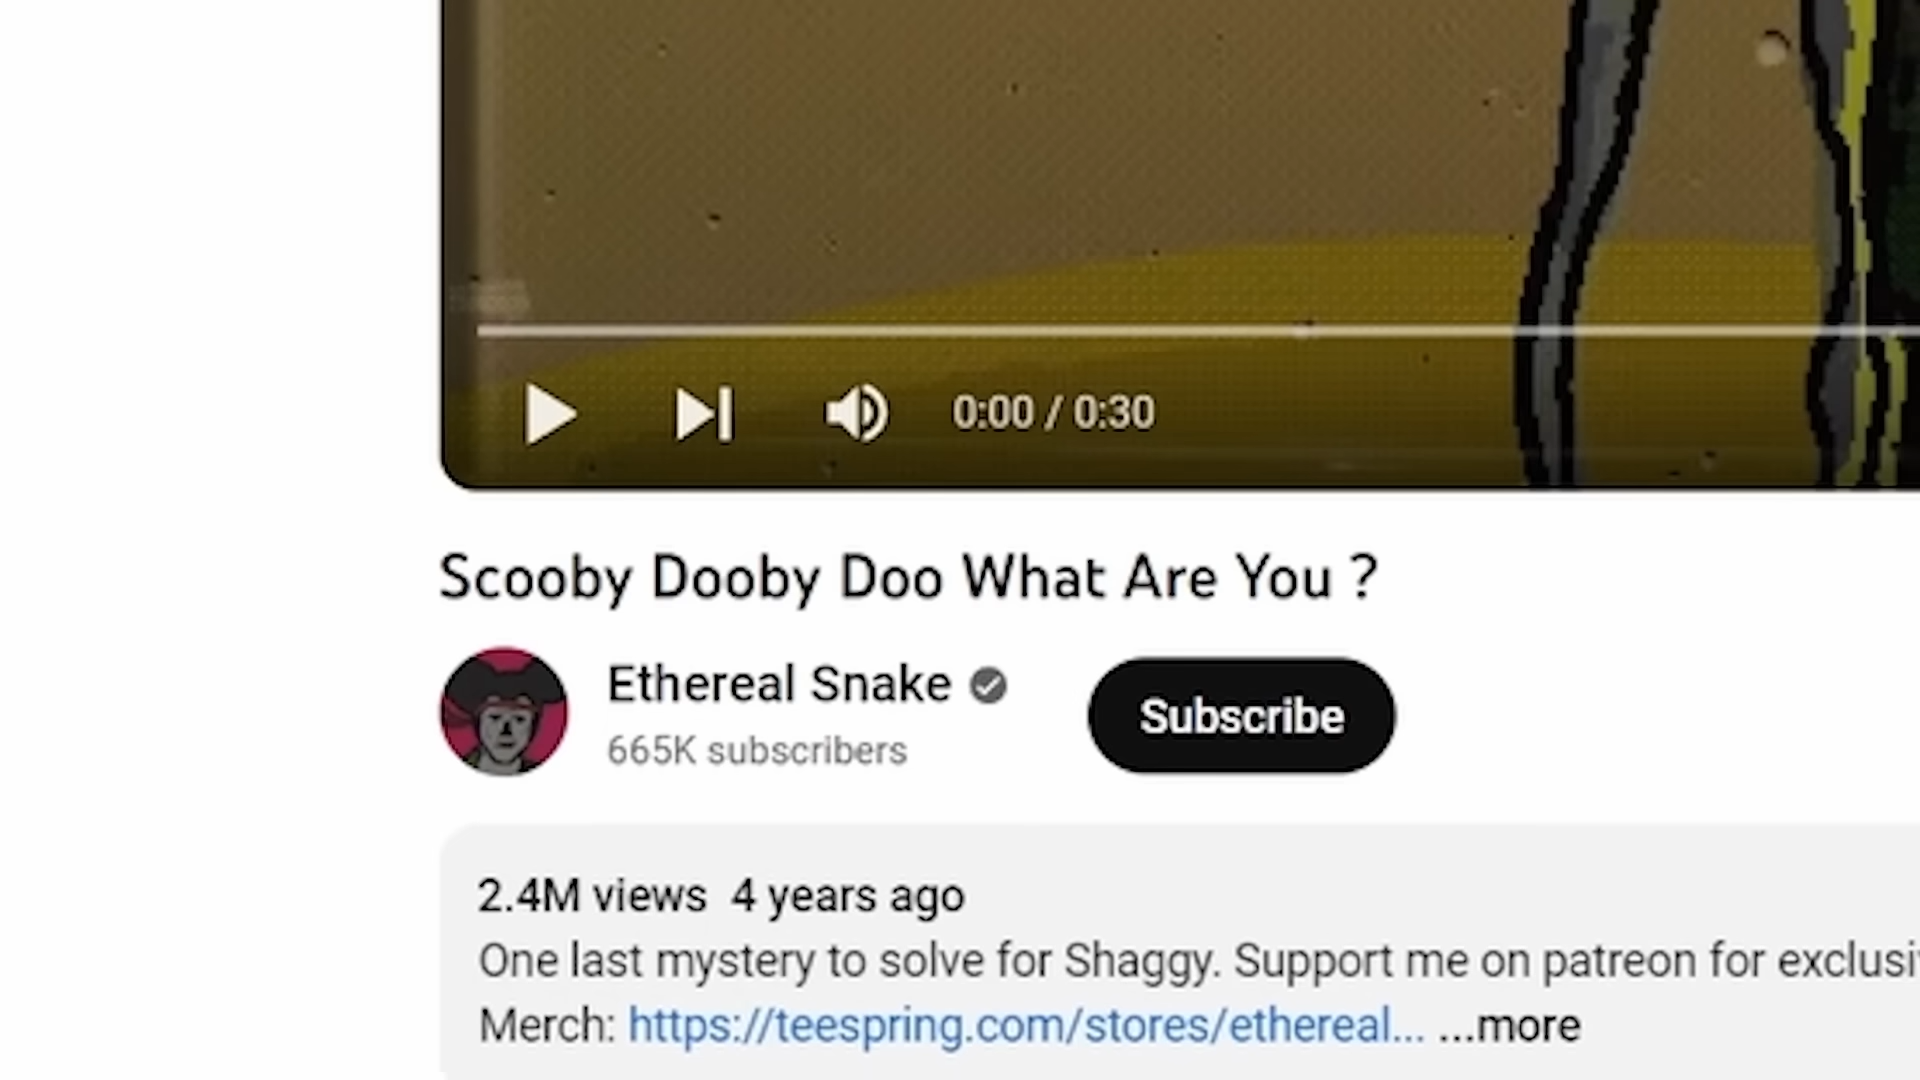 0:00 / 0:30
Scooby Dooby Doo What Are You ?
Ethereal Snake
Subscribe
665K subscribers
2.4M views 4 years ago
One last mystery to solve for Shaggy. Support me on patreon for
Merch: https://teespring.com/stores/ethereal... ...more